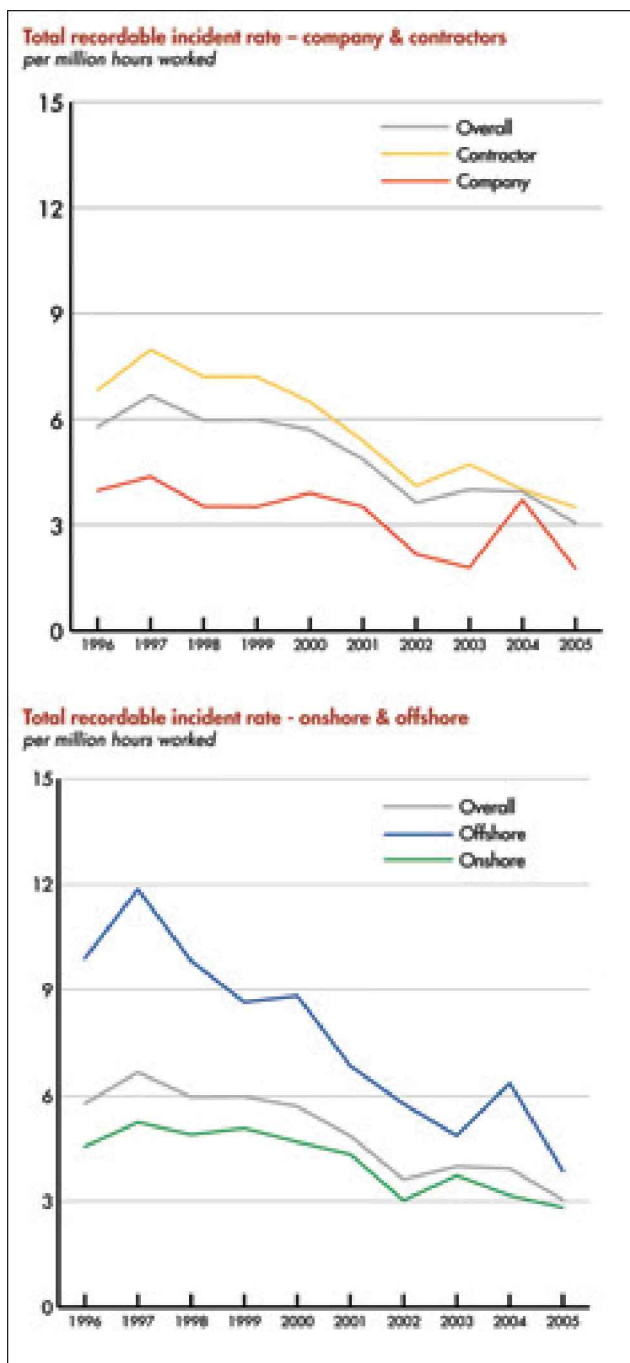 Total recordable incident rate – company & contractors
per million hours worked
15
Overall
Contractor
Company
12
9
6
3
0
1996 1997 1998 1999 2000 2001 2002 2003 2004 2005
Total recordable incident rate - onshore & offshore
per million hours worked
15
Overall
Offshore
Onshore
12
9
6
3
0
1996 1997 1998 1999 2000 2001 2002 2003 2004 2005